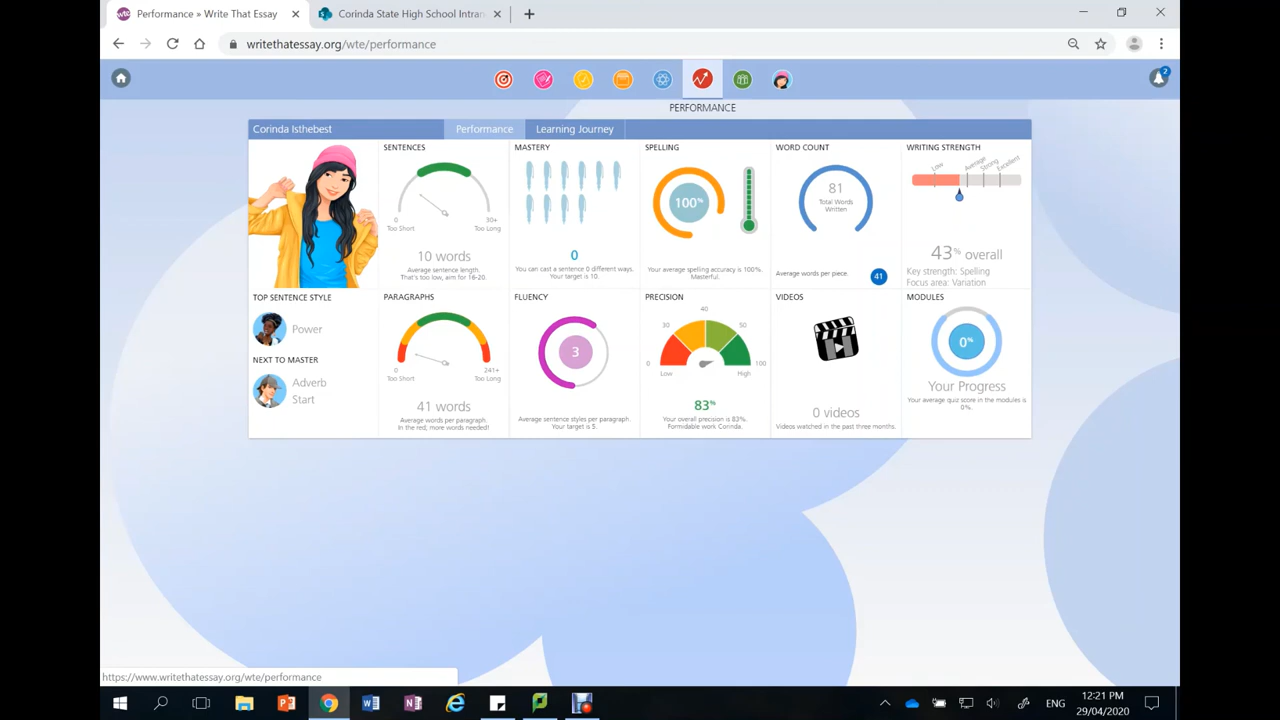 Performance » Write That Essay
Corinda State High School Intran
writethatessay.org/wte/performance
2
PERFORMANCE
Corinda Isthebest
Performance
Learning Journey
SENTENCES
0
Too Short
30+
Too Long
10 words
Average sentence length.
That's too low, aim for 16-20.
MASTERY
0
You can cast a sentence 0 different ways.
Your target is 10.
SPELLING
100%
Your average spelling accuracy is 100%.
Masterful.
WORD COUNT
81
Total Words
Written
Average words per piece.
41
WRITING STRENGTH
Low
Average
Strong
Excellent
43% overall
Key strength: Spelling
Focus area: Variation
TOP SENTENCE STYLE
Power
NEXT TO MASTER
Adverb
Start
PARAGRAPHS
0
Too Short
241+
Too Long
41 words
Average words per paragraph.
In the red, more words needed!
FLUENCY
3
Average sentence styles per paragraph.
Your target is 5.
PRECISION
0
30
40
50
100
Low
High
83%
Your overall precision is 83%.
Formidable work Corinda.
VIDEOS
0 videos
Videos watched in the past three months.
MODULES
0%
Your Progress
Your average quiz score in the modules is
0%.
https://www.writethatessay.org/wte/performance
ENG
12:21 PM
29/04/2020